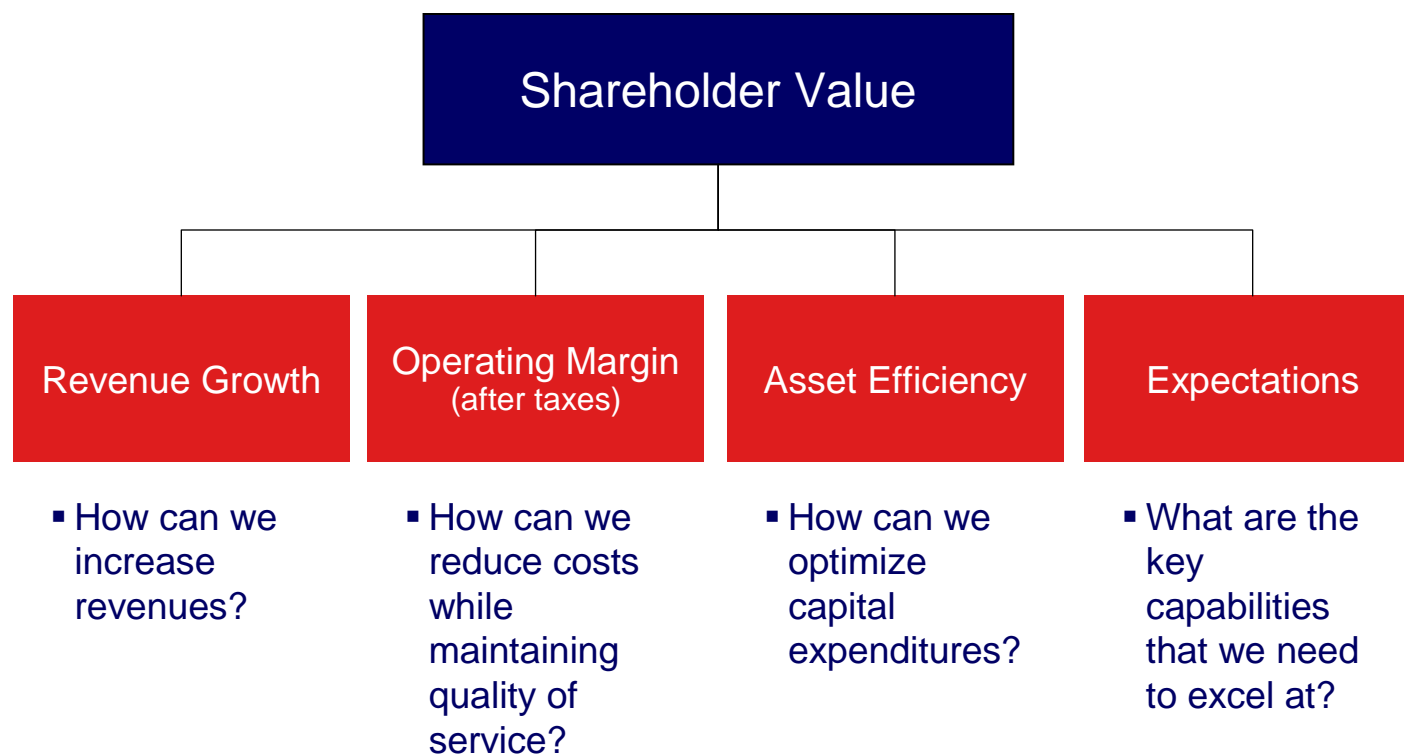 Shareholder Value
Revenue Growth
Operating Margin
(after taxes)
Asset Efficiency
Expectations
▪ How can we
increase
revenues?
▪ How can we
reduce costs
while
maintaining
quality of
service?
▪ How can we
optimize
capital
expenditures?
▪ What are the
key
capabilities
that we need
to excel at?